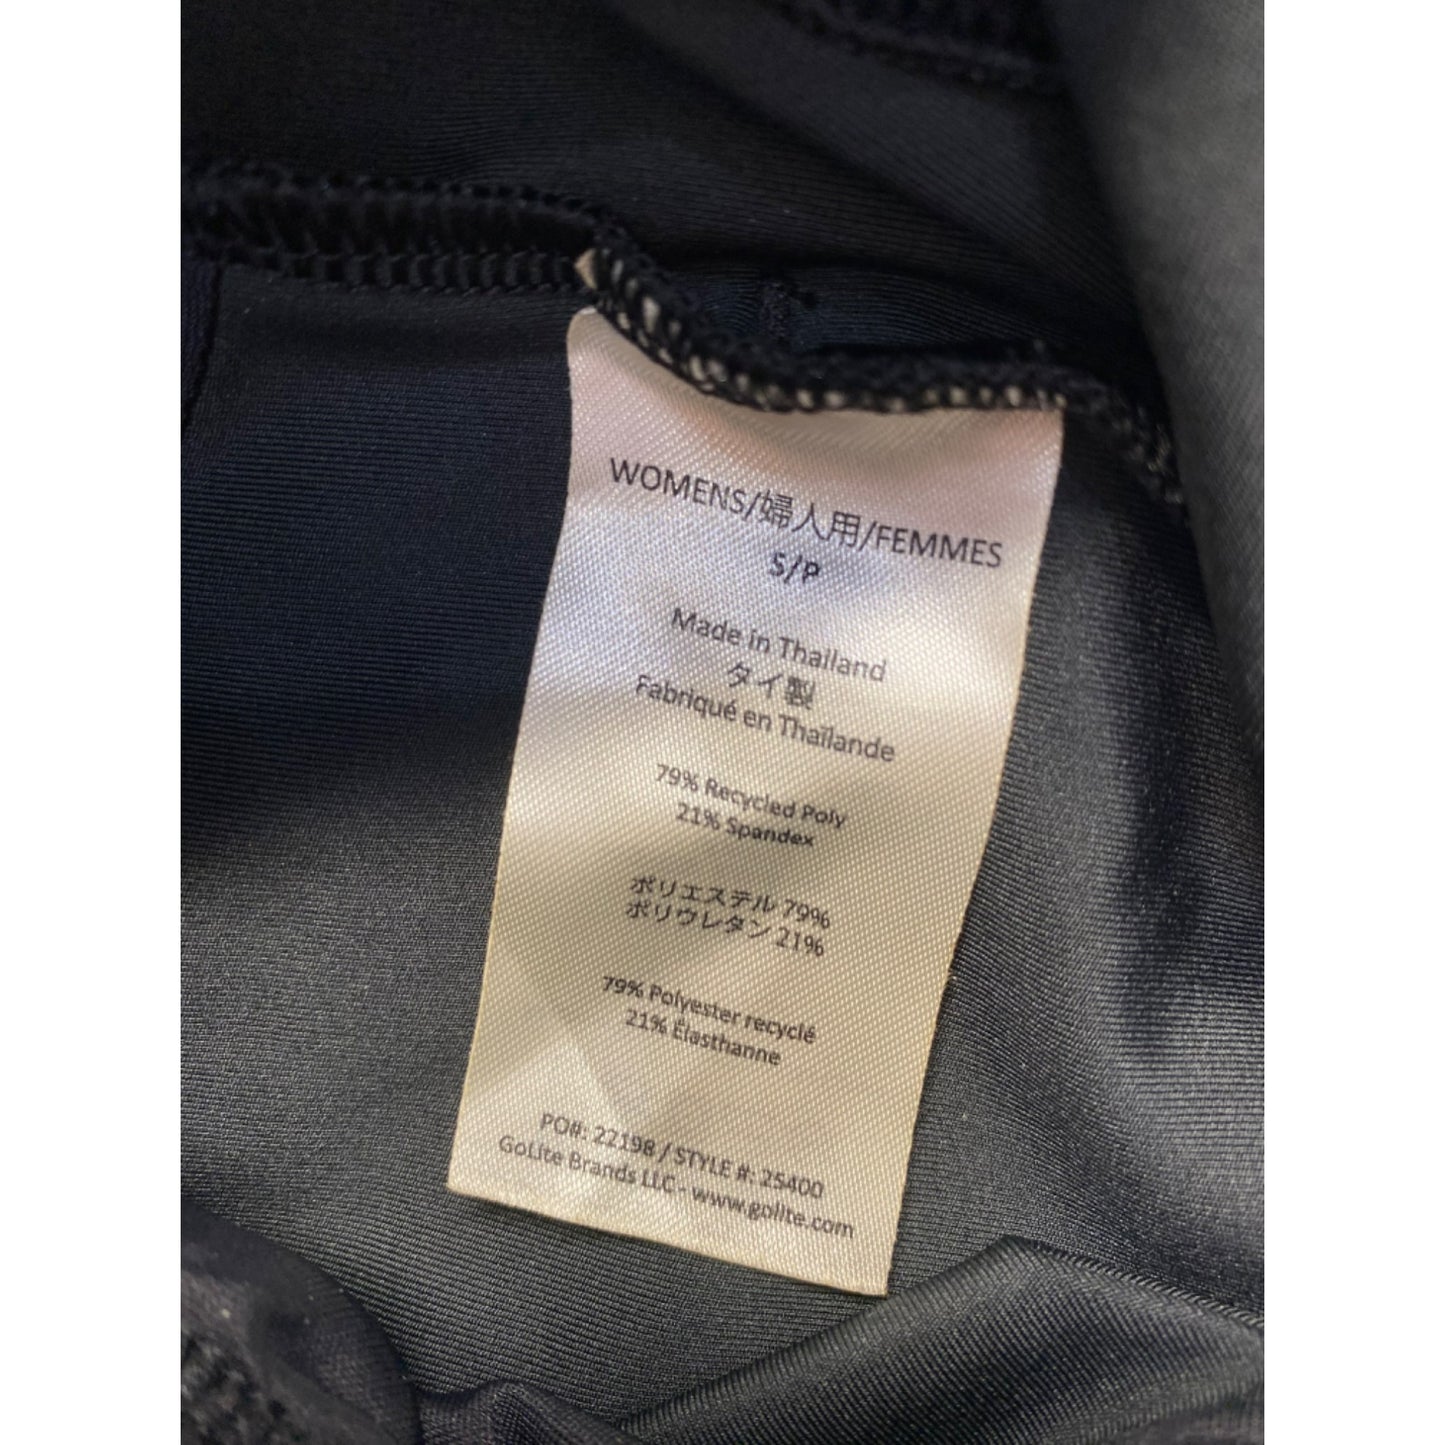 WOMENS/婦人用/FEMMES
S/P
Made in Thailand
タイ製
Fabriqué en Thaïlande
79% Recycled Poly
21% Spandex
ポリエステル 79%
ポリウレタン 21%
79% Polyester recyclé
21% Élasthanne
PO#: 22198 / STYLE #: 25400
GoLite Brands LLC - www.golite.com